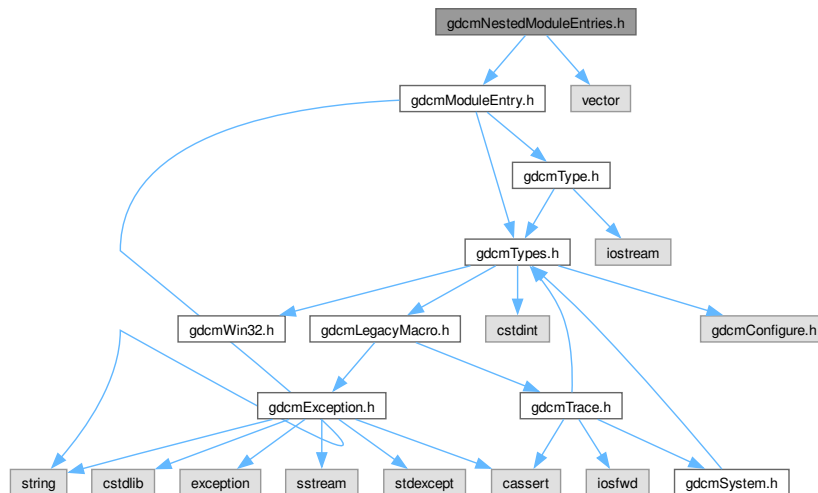 gdcmNestedModuleEntries.h
gdcmModuleEntry.h
vector
gdcmType.h
gdcmTypes.h
iostream
gdcmWin32.h
gdcmLegacyMacro.h
cstdint
gdcmConfigure.h
gdcmException.h
gdcmTrace.h
string
cstdlib
exception
sstream
stdexcept
cassert
iosfwd
gdcmSystem.h